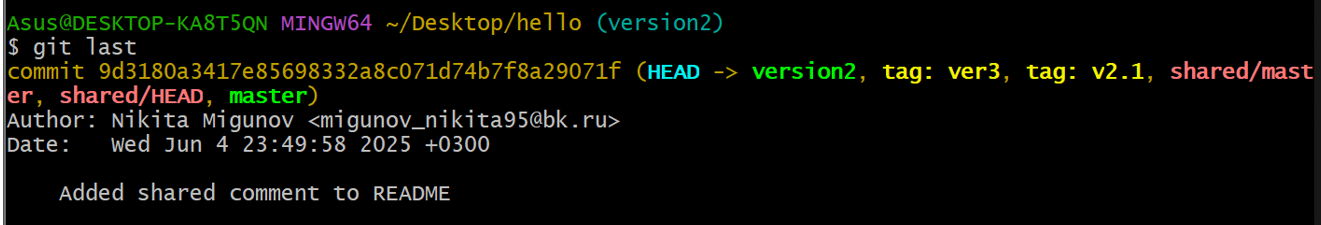 Asus@DESKTOP-KA8T5QN MINGW64 ~/Desktop/hello (version2)
$ git last
commit 9d3180a3417e85698332a8c071d74b7f8a29071f (HEAD -> version2, tag: ver3, tag: v2.1, shared/mast
er, shared/HEAD, master)
Author: Nikita Migunov <migunov_nikita95@bk.ru>
Date:   Wed Jun 4 23:49:58 2025 +0300
    Added shared comment to README